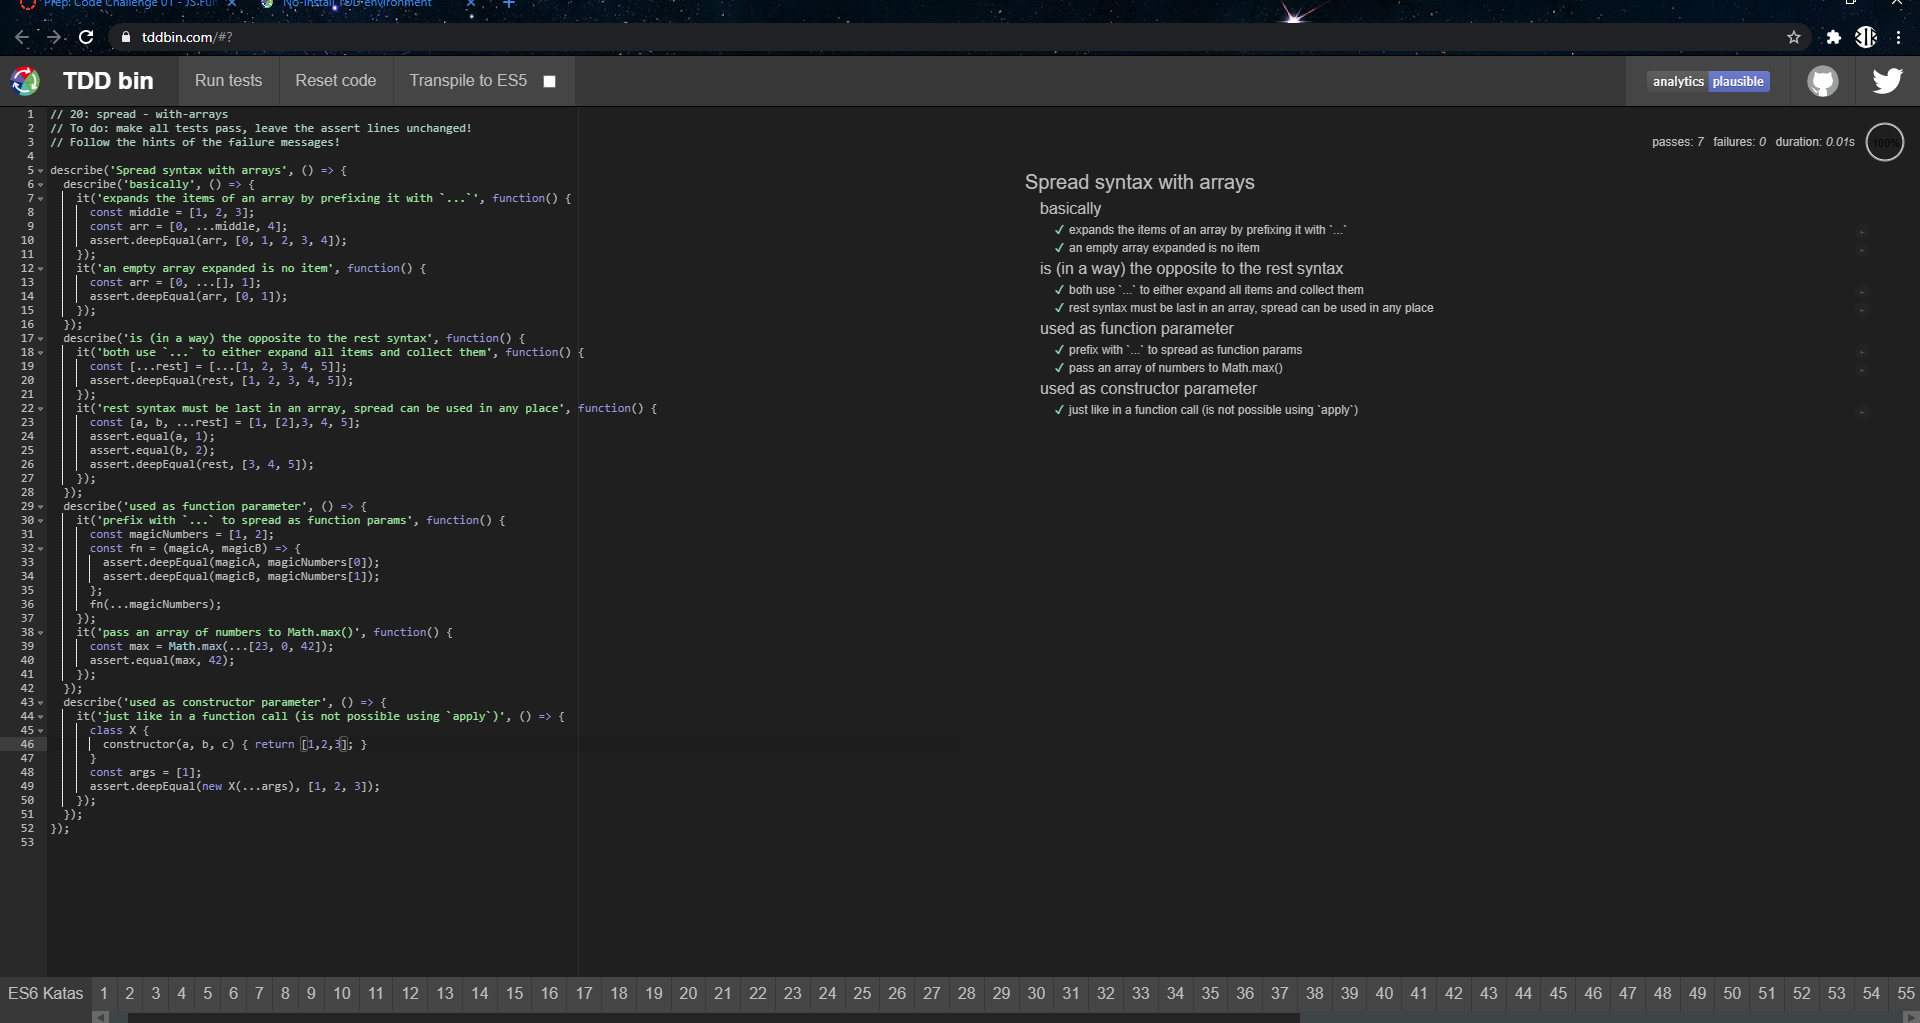 Prep: Code Challenge 01 - JS-Fun
No-install TDD environment
tddbin.com/#?
TDD bin
Run tests
Reset code
Transpile to ES5
analytics plausible
1 // 20: spread - with-arrays
2 // To do: make all tests pass, leave the assert lines unchanged!
3 // Follow the hints of the failure messages!
4
5 describe('Spread syntax with arrays', () => {
6 describe('basically', () => {
7 it('expands the items of an array by prefixing it with `...`', function() {
8 const middle = [1, 2, 3];
9 const arr = [0, ...middle, 4];
10 assert.deepEqual(arr, [0, 1, 2, 3, 4]);
11 });
12 it('an empty array expanded is no item', function() {
13 const arr = [0, ...[], 1];
14 assert.deepEqual(arr, [0, 1]);
15 });
16 });
17 describe('is (in a way) the opposite to the rest syntax', function() {
18 it('both use `...` to either expand all items and collect them', function() {
19 const [...rest] = [...[1, 2, 3, 4, 5]];
20 assert.deepEqual(rest, [1, 2, 3, 4, 5]);
21 });
22 it('rest syntax must be last in an array, spread can be used in any place', function() {
23 const [a, b, ...rest] = [1, [2],3, 4, 5];
24 assert.equal(a, 1);
25 assert.equal(b, 2);
26 assert.deepEqual(rest, [3, 4, 5]);
27 });
28 });
29 describe('used as function parameter', () => {
30 it('prefix with `...` to spread as function params', function() {
31 const magicNumbers = [1, 2];
32 const fn = (magicA, magicB) => {
33 assert.deepEqual(magicA, magicNumbers[0]);
34 assert.deepEqual(magicB, magicNumbers[1]);
35 };
36 fn(...magicNumbers);
37 });
38 it('pass an array of numbers to Math.max()', function() {
39 const max = Math.max(...[23, 0, 42]);
40 assert.equal(max, 42);
41 });
42 });
43 describe('used as constructor parameter', () => {
44 it('just like in a function call (is not possible using `apply`)', () => {
45 class X {
46 constructor(a, b, c) { return [1,2,3]; }
47 }
48 const args = [1];
49 assert.deepEqual(new X(...args), [1, 2, 3]);
50 });
51 });
52 });
53
passes: 7 failures: 0 duration: 0.01s 100%
Spread syntax with arrays
basically
✓ expands the items of an array by prefixing it with `...`
✓ an empty array expanded is no item
is (in a way) the opposite to the rest syntax
✓ both use `...` to either expand all items and collect them
✓ rest syntax must be last in an array, spread can be used in any place
used as function parameter
✓ prefix with `...` to spread as function params
✓ pass an array of numbers to Math.max()
used as constructor parameter
✓ just like in a function call (is not possible using `apply`)
ES6 Katas 1 2 3 4 5 6 7 8 9 10 11 12 13 14 15 16 17 18 19 20 21 22 23 24 25 26 27 28 29 30 31 32 33 34 35 36 37 38 39 40 41 42 43 44 45 46 47 48 49 50 51 52 53 54 55